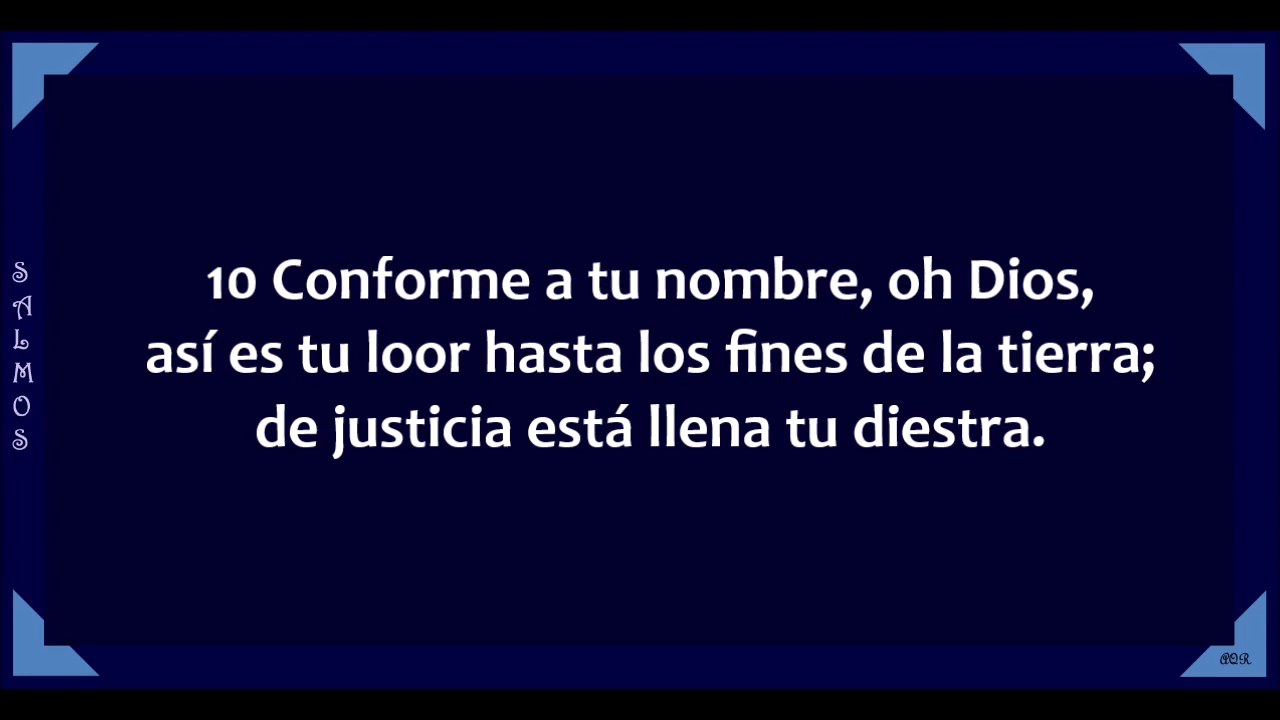 SALMOS
10 Conforme a tu nombre, oh Dios,
así es tu loor hasta los fines de la tierra;
de justicia está llena tu diestra.